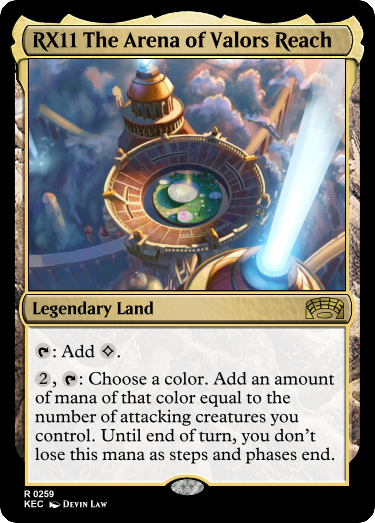 RX11 The Arena of Valors Reach
Legendary Land
: Add .
2, : Choose a color. Add an amount
of mana of that color equal to the
number of attacking creatures you
control. Until end of turn, you don't
lose this mana as steps and phases end.
R 0259
KEC Devin Law